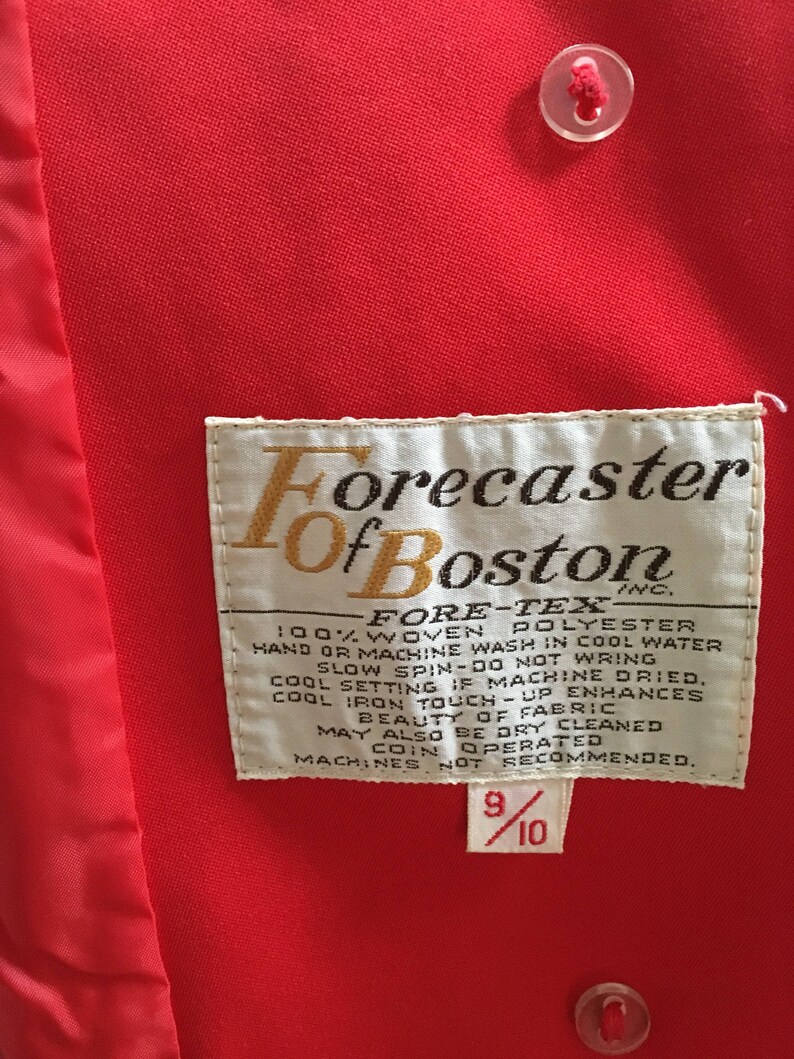 Forecaster
of Boston
INC.
FORE-TEX
100% WOVEN POLYESTER
HAND OR MACHINE WASH IN COOL WATER
SLOW SPIN-DO NOT WRING
COOL SETTING IF MACHINE DRIED.
COOL IRON TOUCH-UP ENHANCES
BEAUTY OF FABRIC
MAY ALSO BE DRY CLEANED
COIN OPERATED
MACHINES NOT RECOMMENDED.
9/10